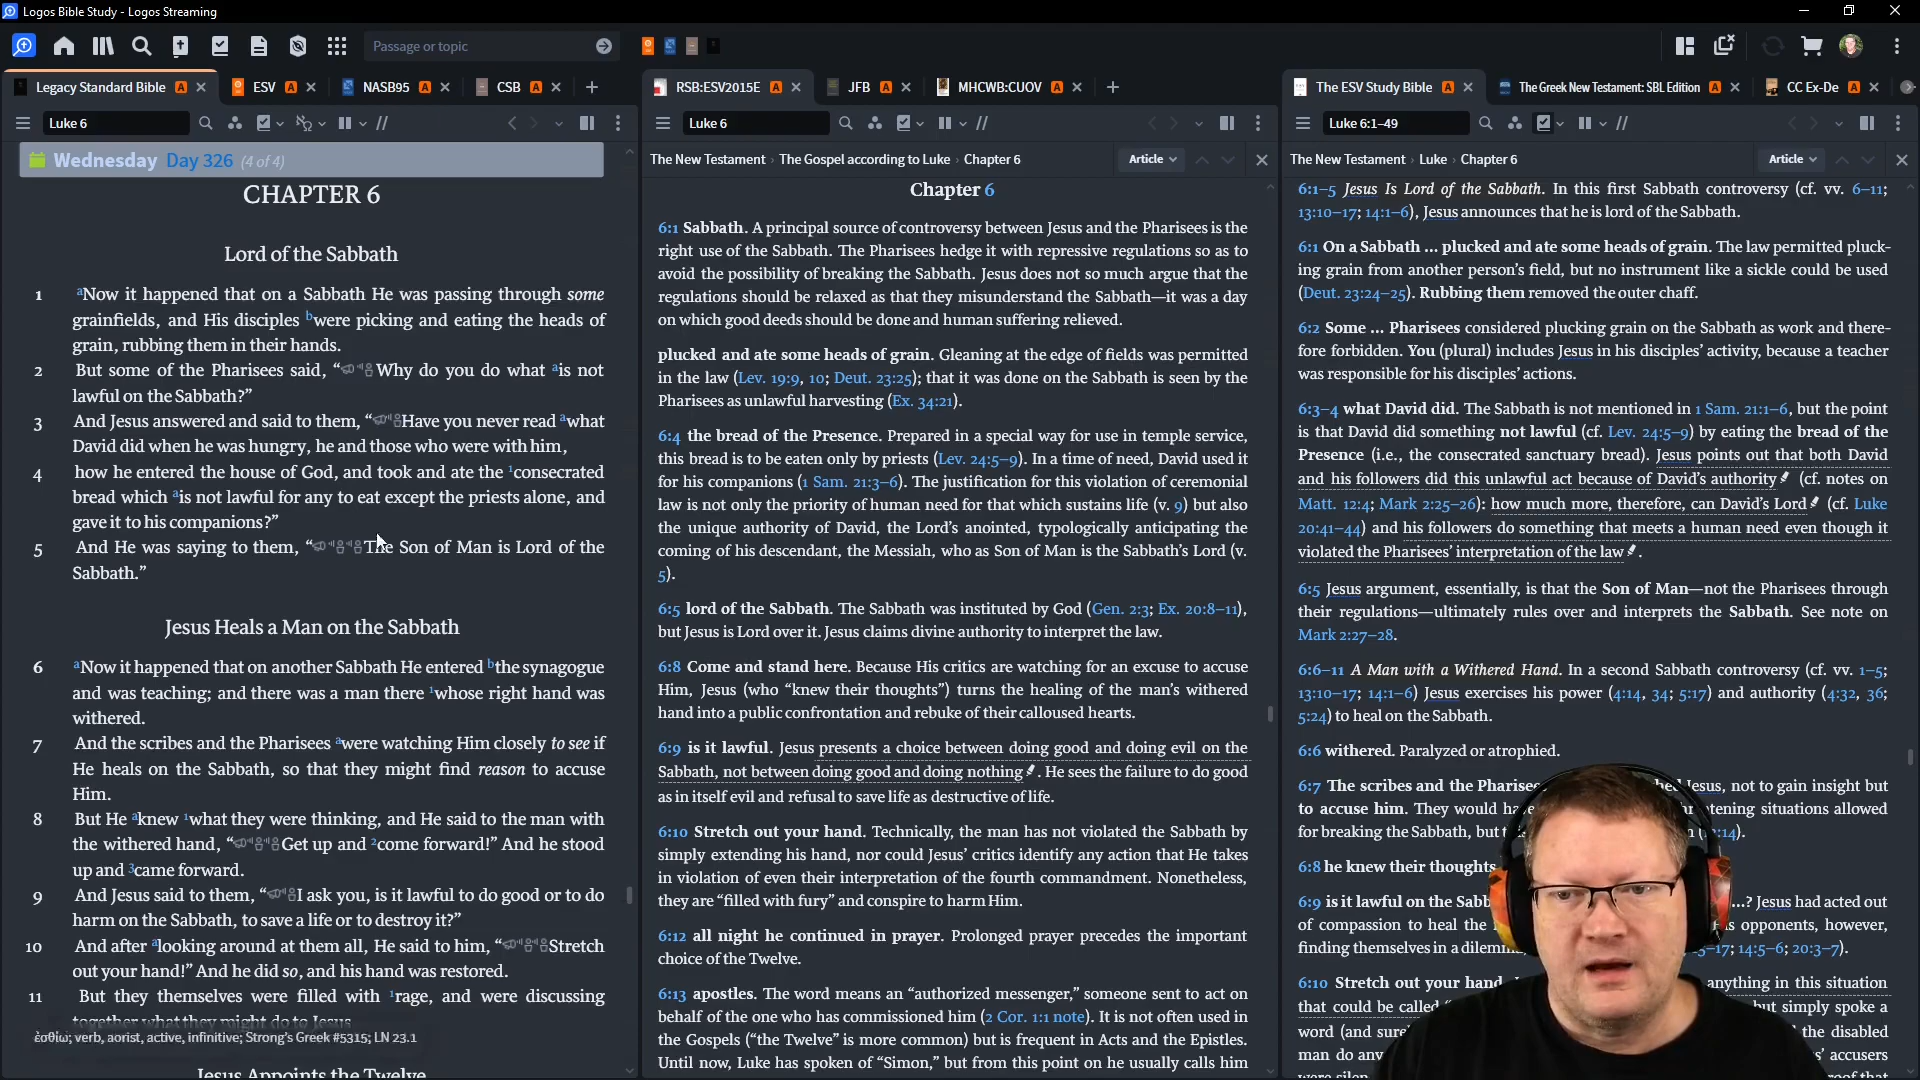 Logos Bible Study - Logos Streaming
Passage or topic
Legacy Standard Bible A
ESV A
NASB95 A
CSB A
RSB:ESV2015E A
JFB A
MHCWB:CUOV A
The ESV Study Bible A
The Greek New Testament: SBL Edition A
CC Ex-De A
Luke 6
Luke 6
Luke 6:1–49
Wednesday Day 326 (4 of 4)
CHAPTER 6
Lord of the Sabbath
1 aNow it happened that on a Sabbath He was passing through some
grainfields, and His disciples bwere picking and eating the heads of
grain, rubbing them in their hands.
2 But some of the Pharisees said, “Why do you do what ais not
lawful on the Sabbath?”
3 And Jesus answered and said to them, “Have you never read awhat
David did when he was hungry, he and those who were with him,
4 how he entered the house of God, and took and ate the 1consecrated
bread which ais not lawful for any to eat except the priests alone, and
gave it to his companions?”
5 And He was saying to them, “The Son of Man is Lord of the
Sabbath.”
Jesus Heals a Man on the Sabbath
6 aNow it happened that on another Sabbath He entered bthe synagogue
and was teaching; and there was a man there 1whose right hand was
withered.
7 And the scribes and the Pharisees awere watching Him closely to see if
He heals on the Sabbath, so that they might find reason to accuse
Him.
8 But He aknew 1what they were thinking, and He said to the man with
the withered hand, “Get up and 2come forward!” And he stood
up and 3came forward.
9 And Jesus said to them, “I ask you, is it lawful to do good or to do
harm on the Sabbath, to save a life or to destroy it?”
10 And after alooking around at them all, He said to him, “Stretch
out your hand!” And he did so, and his hand was restored.
11 But they themselves were filled with 1rage, and were discussing
together what they might do to Jesus
ἐσθίω; verb, aorist, active, infinitive; Strong’s Greek #5315; LN 23.1
Jesus Appoints the Twelve
The New Testament › The Gospel according to Luke › Chapter 6
Article
Chapter 6
6:1 Sabbath. A principal source of controversy between Jesus and the Pharisees is the
right use of the Sabbath. The Pharisees hedge it with repressive regulations so as to
avoid the possibility of breaking the Sabbath. Jesus does not so much argue that the
regulations should be relaxed as that they misunderstand the Sabbath—it was a day
on which good deeds should be done and human suffering relieved.
plucked and ate some heads of grain. Gleaning at the edge of fields was permitted
in the law (Lev. 19:9, 10; Deut. 23:25); that it was done on the Sabbath is seen by the
Pharisees as unlawful harvesting (Ex. 34:21).
6:4 the bread of the Presence. Prepared in a special way for use in temple service,
this bread is to be eaten only by priests (Lev. 24:5–9). In a time of need, David used it
for his companions (1 Sam. 21:3–6). The justification for this violation of ceremonial
law is not only the priority of human need for that which sustains life (v. 9) but also
the unique authority of David, the Lord’s anointed, typologically anticipating the
coming of his descendant, the Messiah, who as Son of Man is the Sabbath’s Lord (v.
5).
6:5 lord of the Sabbath. The Sabbath was instituted by God (Gen. 2:3; Ex. 20:8–11),
but Jesus is Lord over it. Jesus claims divine authority to interpret the law.
6:8 Come and stand here. Because His critics are watching for an excuse to accuse
Him, Jesus (who “knew their thoughts”) turns the healing of the man’s withered
hand into a public confrontation and rebuke of their calloused hearts.
6:9 is it lawful. Jesus presents a choice between doing good and doing evil on the
Sabbath, not between doing good and doing nothing. He sees the failure to do good
as in itself evil and refusal to save life as destructive of life.
6:10 Stretch out your hand. Technically, the man has not violated the Sabbath by
simply extending his hand, nor could Jesus’ critics identify any action that He takes
in violation of even their interpretation of the fourth commandment. Nonetheless,
they are “filled with fury” and conspire to harm Him.
6:12 all night he continued in prayer. Prolonged prayer precedes the important
choice of the Twelve.
6:13 apostles. The word means an “authorized messenger,” someone sent to act on
behalf of the one who has commissioned him (2 Cor. 1:1 note). It is not often used in
the Gospels (“the Twelve” is more common) but is frequent in Acts and the Epistles.
Until now, Luke has spoken of “Simon,” but from this point on he usually calls him
The New Testament › Luke › Chapter 6
Article
6:1–5 Jesus Is Lord of the Sabbath. In this first Sabbath controversy (cf. vv. 6–11;
13:10–17; 14:1–6), Jesus announces that he is lord of the Sabbath.
6:1 On a Sabbath ... plucked and ate some heads of grain. The law permitted pluck-
ing grain from another person’s field, but no instrument like a sickle could be used
(Deut. 23:24–25). Rubbing them removed the outer chaff.
6:2 Some ... Pharisees considered plucking grain on the Sabbath as work and there-
fore forbidden. You (plural) includes Jesus in his disciples’ activity, because a teacher
was responsible for his disciples’ actions.
6:3–4 what David did. The Sabbath is not mentioned in 1 Sam. 21:1–6, but the point
is that David did something not lawful (cf. Lev. 24:5–9) by eating the bread of the
Presence (i.e., the consecrated sanctuary bread). Jesus points out that both David
and his followers did this unlawful act because of David’s authority (cf. notes on
Matt. 12:4; Mark 2:25–26): how much more, therefore, can David’s Lord (cf. Luke
20:41–44) and his followers do something that meets a human need even though it
violated the Pharisees’ interpretation of the law.
6:5 Jesus argument, essentially, is that the Son of Man—not the Pharisees through
their regulations—ultimately rules over and interprets the Sabbath. See note on
Mark 2:27–28.
6:6–11 A Man with a Withered Hand. In a second Sabbath controversy (cf. vv. 1–5;
13:10–17; 14:1–6) Jesus exercises his power (4:14, 34; 5:17) and authority (4:32, 36;
5:24) to heal on the Sabbath.
6:6 withered. Paralyzed or atrophied.
6:7 The scribes and the Pharisees Jesus, not to gain insight but
to accuse him. They would situations allowed
for breaking the Sabbath, but
6:8 he knew their thoughts
6:9 is it lawful on the ...? Jesus had acted out
of compassion to heal the opponents, however,
finding themselves in a 14:5–6; 20:3–7).
6:10 Stretch out your hand. anything in this situation
that could be called but simply spoke a
word (and the disabled
man do accusers
were